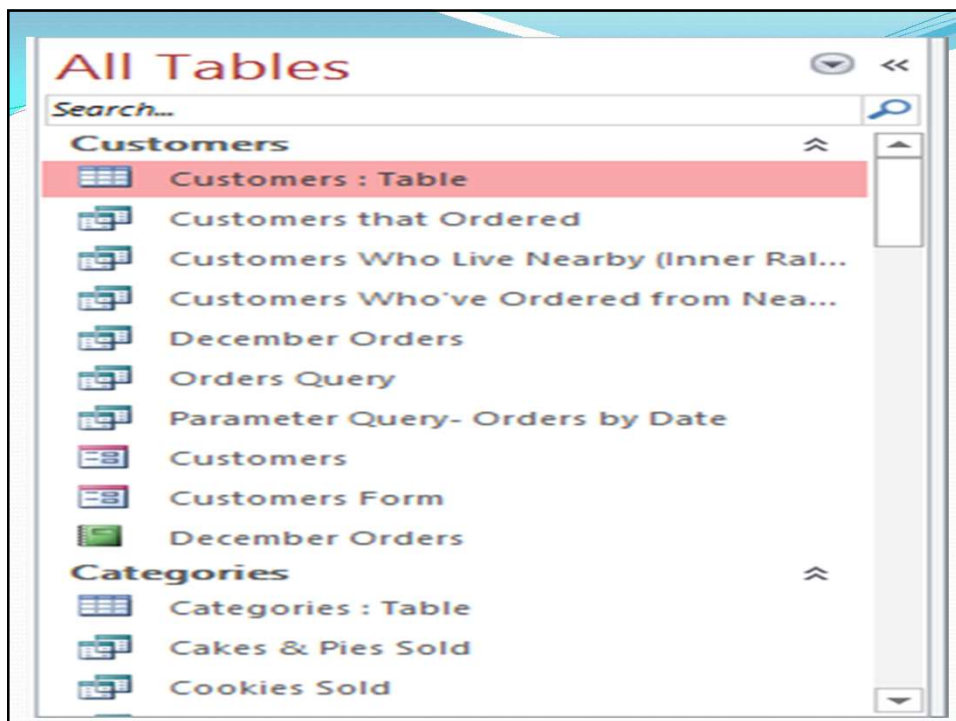 All Tables
Search...
Customers
Customers : Table
Customers that Ordered
Customers Who Live Nearby (Inner Ral...
Customers Who've Ordered from Nea...
December Orders
Orders Query
Parameter Query- Orders by Date
Customers
Customers Form
December Orders
Categories
Categories : Table
Cakes & Pies Sold
Cookies Sold